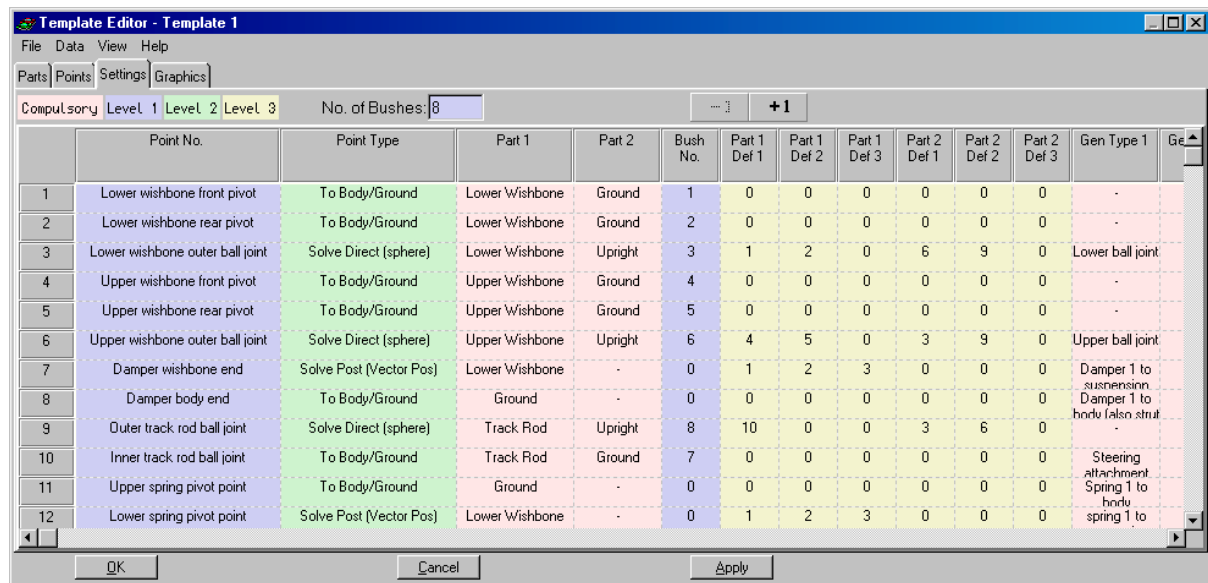 Template Editor - Template 1
File Data View Help
Parts Points Settings Graphics
Compulsory Level 1 Level 2 Level 3 No. of Bushes: 8 - 1 +1
Point No. Point Type Part 1 Part 2 Bush No. Part 1 Def 1 Part 1 Def 2 Part 1 Def 3 Part 2 Def 1 Part 2 Def 2 Part 2 Def 3 Gen Type 1 Ge
1 Lower wishbone front pivot To Body/Ground Lower Wishbone Ground 1 0 0 0 0 0 0 -
2 Lower wishbone rear pivot To Body/Ground Lower Wishbone Ground 2 0 0 0 0 0 0 -
3 Lower wishbone outer ball joint Solve Direct (sphere) Lower Wishbone Upright 3 1 2 0 6 9 0 Lower ball joint
4 Upper wishbone front pivot To Body/Ground Upper Wishbone Ground 4 0 0 0 0 0 0 -
5 Upper wishbone rear pivot To Body/Ground Upper Wishbone Ground 5 0 0 0 0 0 0 -
6 Upper wishbone outer ball joint Solve Direct (sphere) Upper Wishbone Upright 6 4 5 0 3 9 0 Upper ball joint
7 Damper wishbone end Solve Post (Vector Pos) Lower Wishbone - 0 1 2 3 0 0 0 Damper 1 to suspension
8 Damper body end To Body/Ground Ground - 0 0 0 0 0 0 0 Damper 1 to body (also strut
9 Outer track rod ball joint Solve Direct (sphere) Track Rod Upright 8 10 0 0 3 6 0 -
10 Inner track rod ball joint To Body/Ground Track Rod Ground 7 0 0 0 0 0 0 Steering attachment
11 Upper spring pivot point To Body/Ground Ground - 0 0 0 0 0 0 0 Spring 1 to body
12 Lower spring pivot point Solve Post (Vector Pos) Lower Wishbone - 0 1 2 3 0 0 0 spring 1 to
OK Cancel Apply